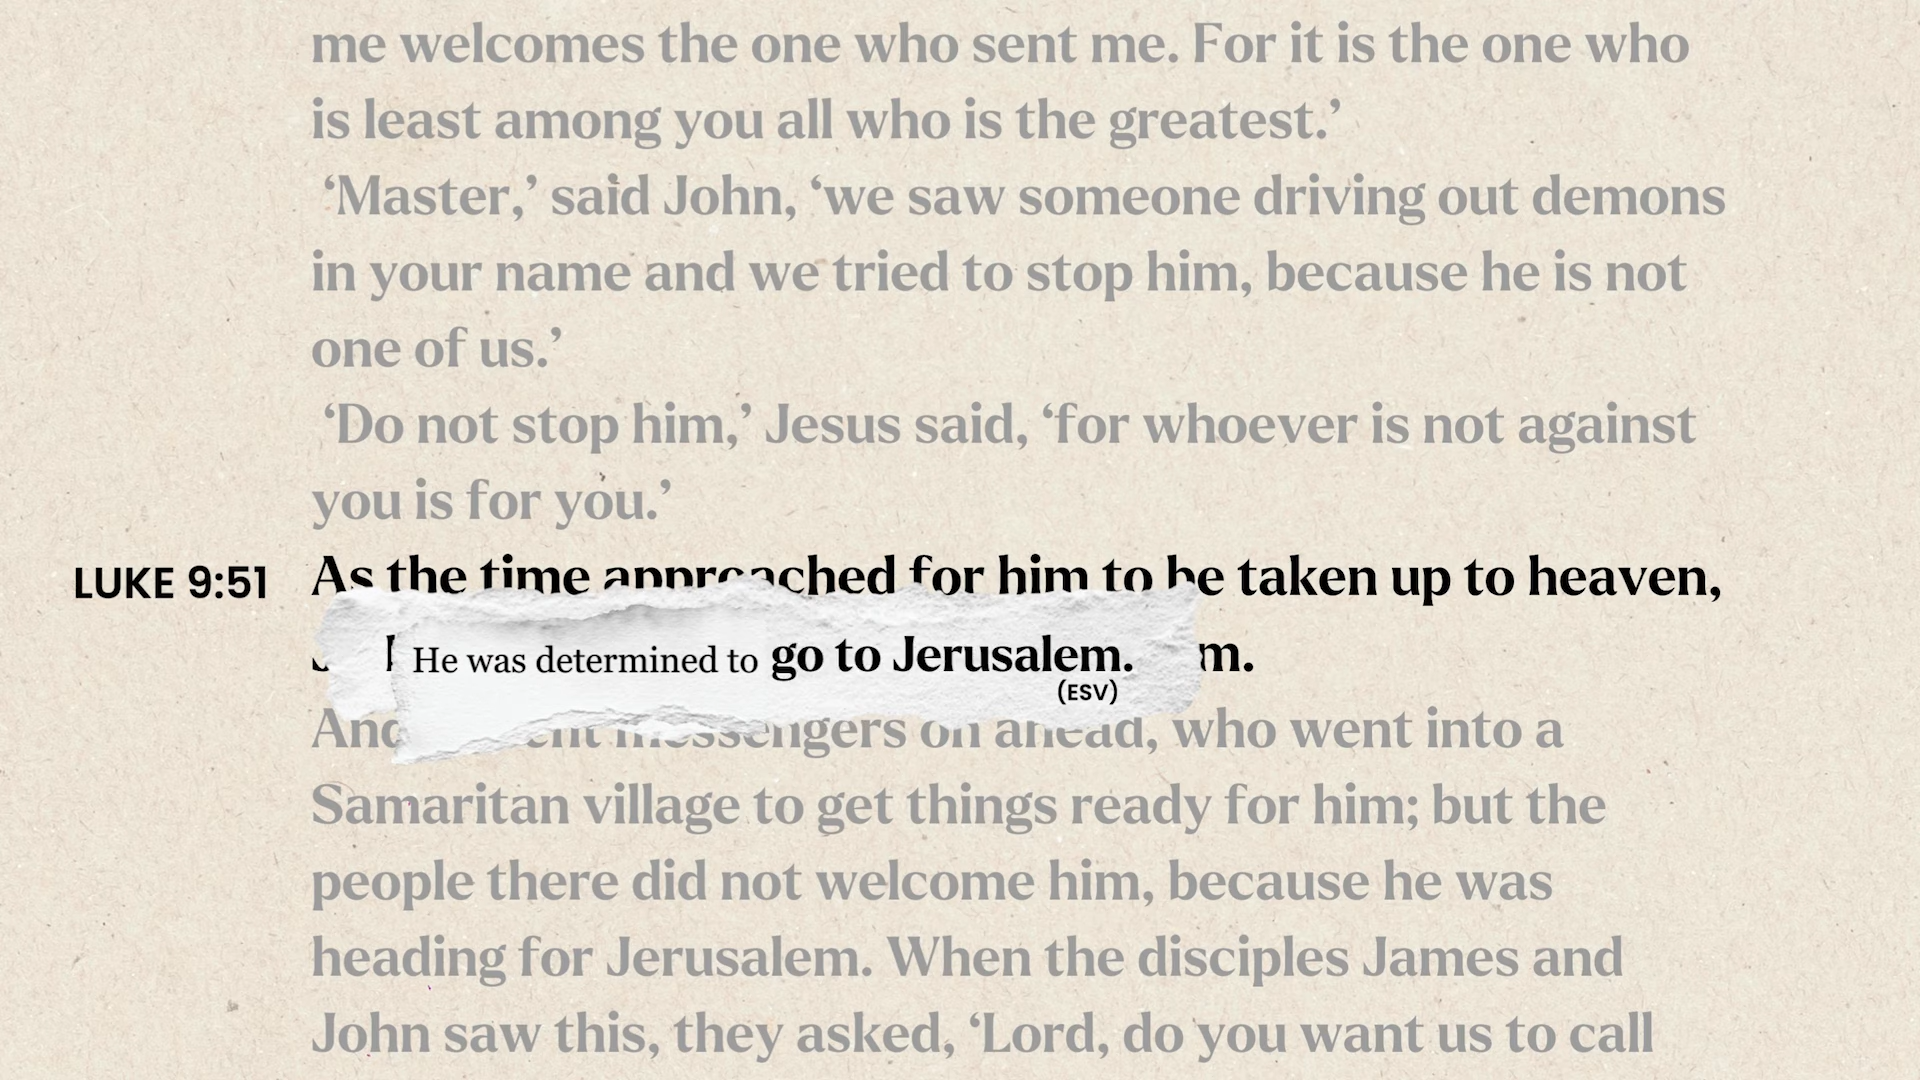 me welcomes the one who sent me. For it is the one who
is least among you all who is the greatest.’
‘Master,’ said John, ‘we saw someone driving out demons
in your name and we tried to stop him, because he is not
one of us.’
‘Do not stop him,’ Jesus said, ‘for whoever is not against
you is for you.’
LUKE 9:51 As the time approached for him to be taken up to heaven,
He was determined to go to Jerusalem.
(ESV)
messengers on ahead, who went into a
Samaritan village to get things ready for him; but the
people there did not welcome him, because he was
heading for Jerusalem. When the disciples James and
John saw this, they asked, ‘Lord, do you want us to call